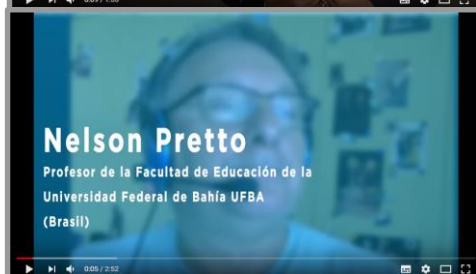 Nelson Pretto
Profesor de la Facultad de Educación de la
Universidad Federal de Bahía UFBA
(Brasil)
0:05 / 2:52